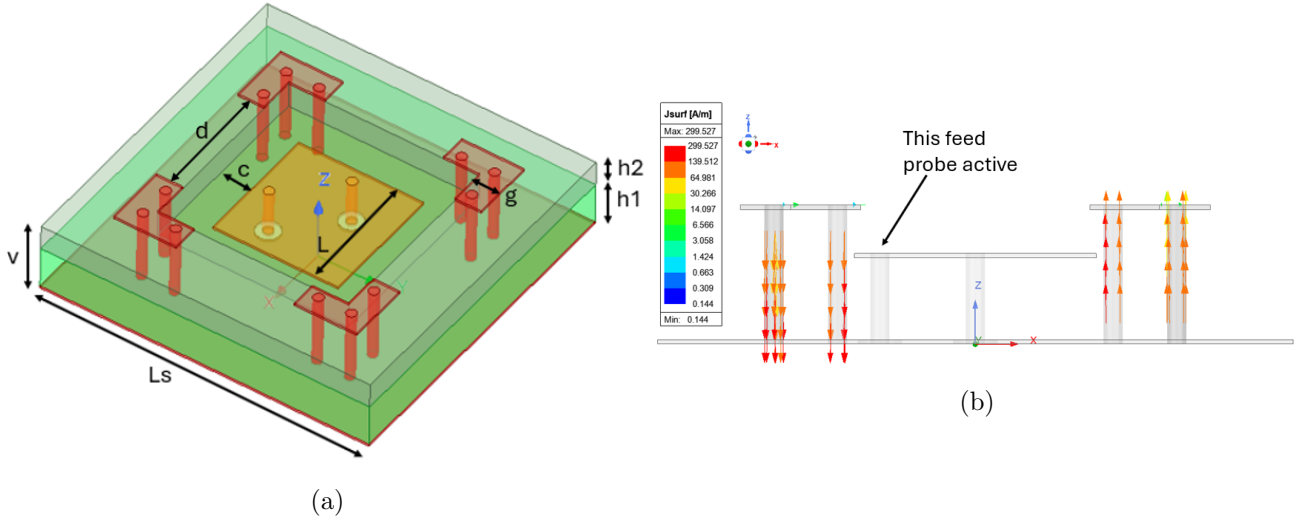 d
c
g
h2
h1
v
Z
L
X
Y
Ls
(a)
Jsurf [A/m]
Max: 299.527
299.527
139.512
64.981
30.266
14.097
6.566
3.058
1.424
0.663
0.309
0.144
Min: 0.144
z
x
This feed
probe active
Z
Y
X
(b)